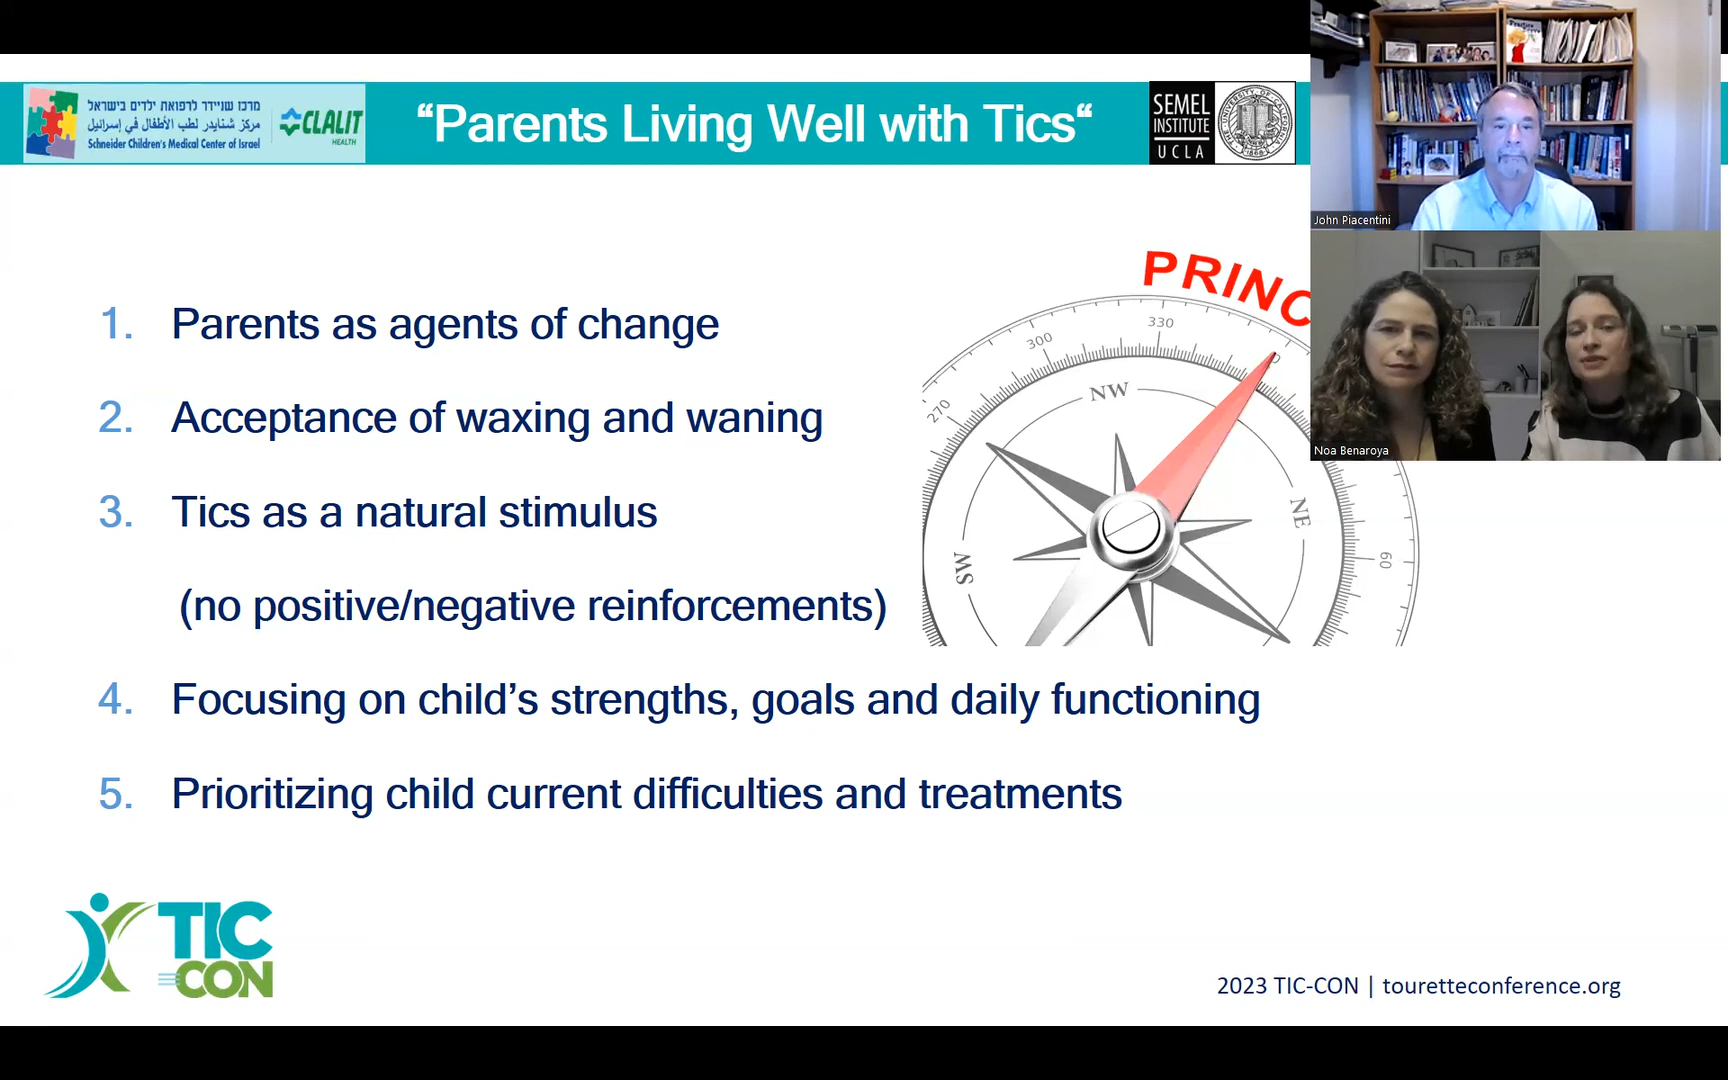 מרכז שניידר לרפואת ילדים בישראל
مركز شنايدر لطب الأطفال في إسرائيل
Schneider Children's Medical Center of Israel
CLALIT
HEALTH
“Parents Living Well with Tics“
SEMEL
INSTITUTE
UCLA
John Piacentini
Noa Benaroya
PRINC
1. Parents as agents of change
2. Acceptance of waxing and waning
3. Tics as a natural stimulus
(no positive/negative reinforcements)
4. Focusing on child’s strengths, goals and daily functioning
5. Prioritizing child current difficulties and treatments
270
300
330
0
60
NW
NE
SW
TIC
CON
2023 TIC-CON | touretteconference.org